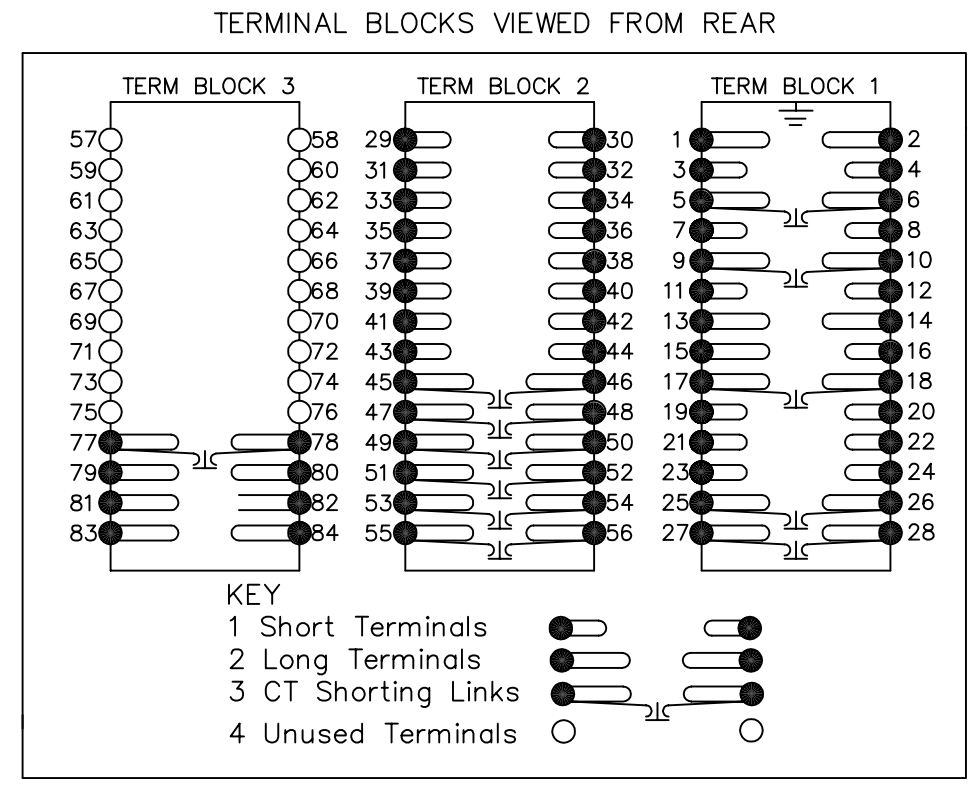 TERMINAL BLOCKS VIEWED FROM REAR
TERM BLOCK 3 TERM BLOCK 2 TERM BLOCK 1
57 58 29 30 1 2
59 60 31 32 3 4
61 62 33 34 5 6
63 64 35 36 7 8
65 66 37 38 9 10
67 68 39 40 11 12
69 70 41 42 13 14
71 72 43 44 15 16
73 74 45 46 17 18
75 76 47 48 19 20
77 78 49 50 21 22
79 80 51 52 23 24
81 82 53 54 25 26
83 84 55 56 27 28
KEY
1 Short Terminals
2 Long Terminals
3 CT Shorting Links
4 Unused Terminals